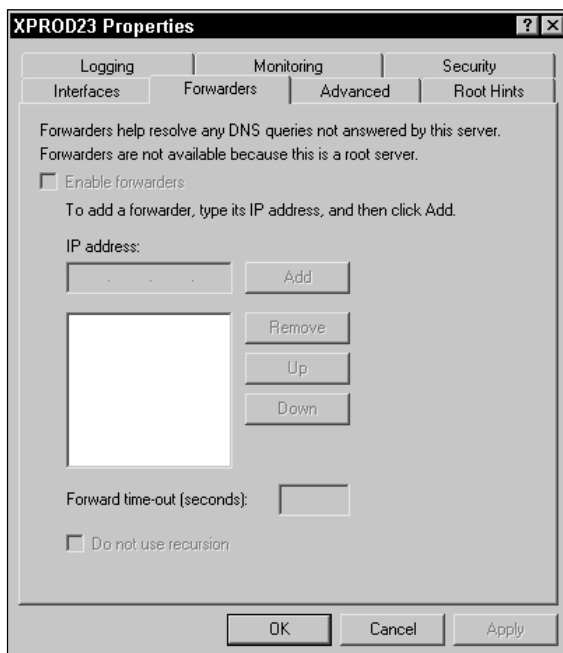 XPROD23 Properties
Logging Monitoring Security
Interfaces Forwarders Advanced Root Hints
Forwarders help resolve any DNS queries not answered by this server.
Forwarders are not available because this is a root server.
Enable forwarders
To add a forwarder, type its IP address, and then click Add.
IP address:
. . . Add
Remove
Up
Down
Forward time-out (seconds):
Do not use recursion
OK Cancel Apply